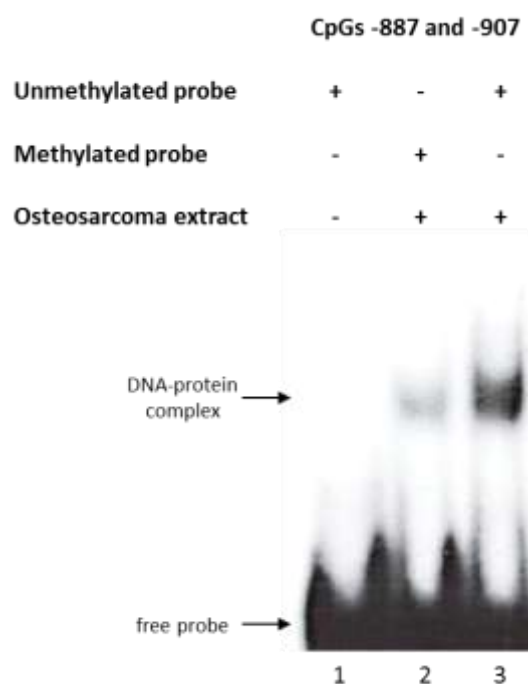 CpGs -887 and -907
Unmethylated probe + - +
Methylated probe - + -
Osteosarcoma extract - + +
DNA-protein
complex
free probe
1 2 3